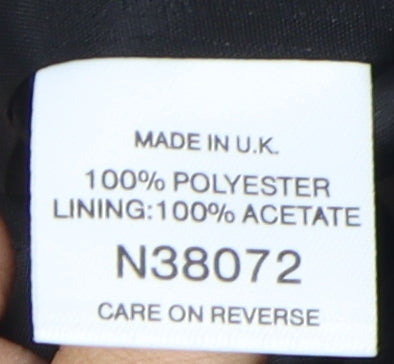 MADE IN U.K.
100% POLYESTER
LINING:100% ACETATE
N38072
CARE ON REVERSE